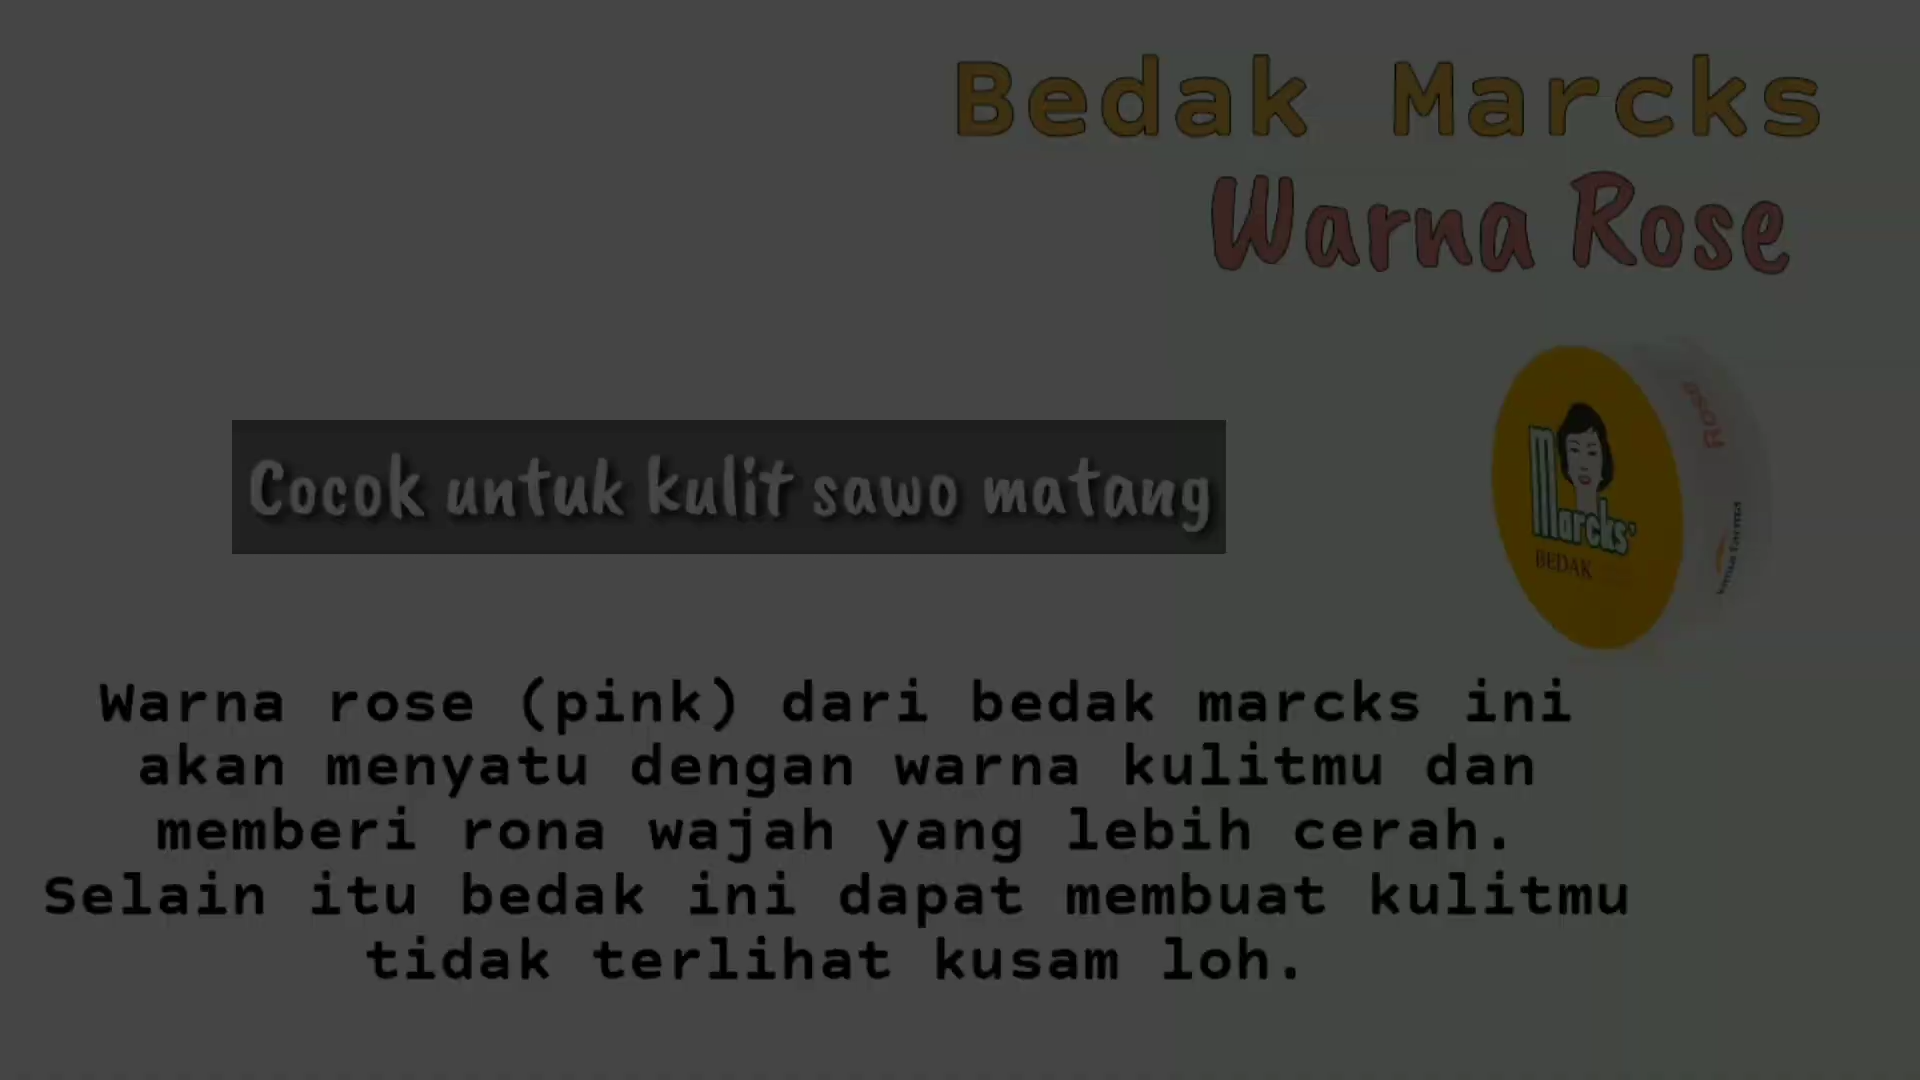 Bedak Marcks
Warna Rose
Rose
Marcks'
BEDAK
kimia farma
Cocok untuk kulit sawo matang
Warna rose (pink) dari bedak marcks ini
akan menyatu dengan warna kulitmu dan
memberi rona wajah yang lebih cerah.
Selain itu bedak ini dapat membuat kulitmu
tidak terlihat kusam loh.